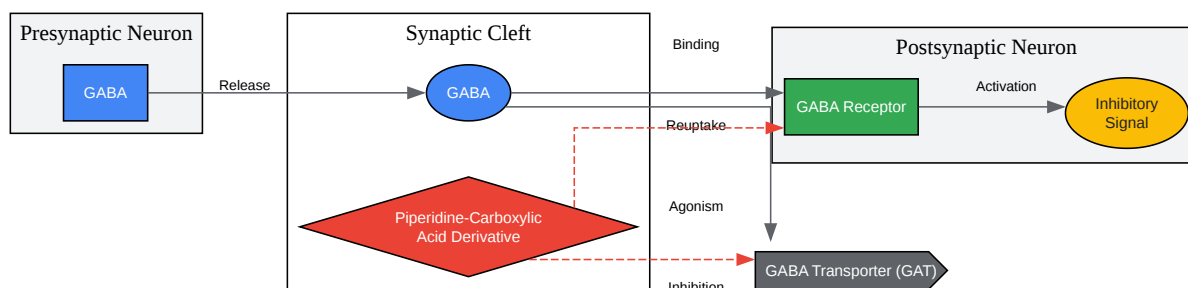 Presynaptic Neuron
GABA
Release
Synaptic Cleft
GABA
Binding
Reuptake
Postsynaptic Neuron
GABA Receptor
Activation
Inhibitory
Signal
Piperidine-Carboxylic
Acid Derivative
Agonism
Inhibition
GABA Transporter (GAT)